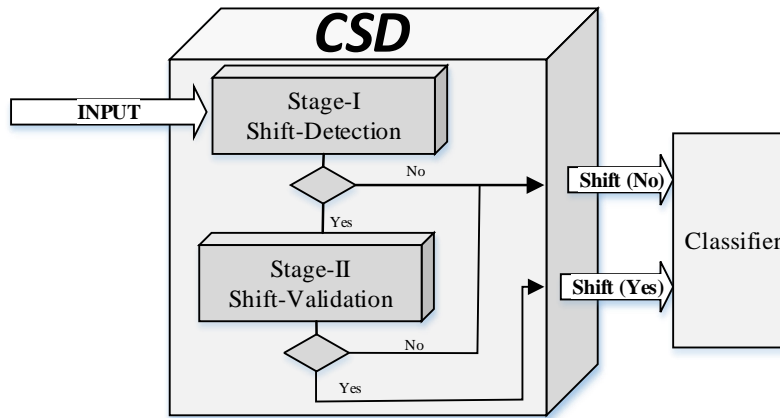 CSD
INPUT
Stage-I
Shift-Detection
No
Yes
Shift (No)
Stage-II
Shift-Validation
No
Yes
Shift (Yes)
Classifier